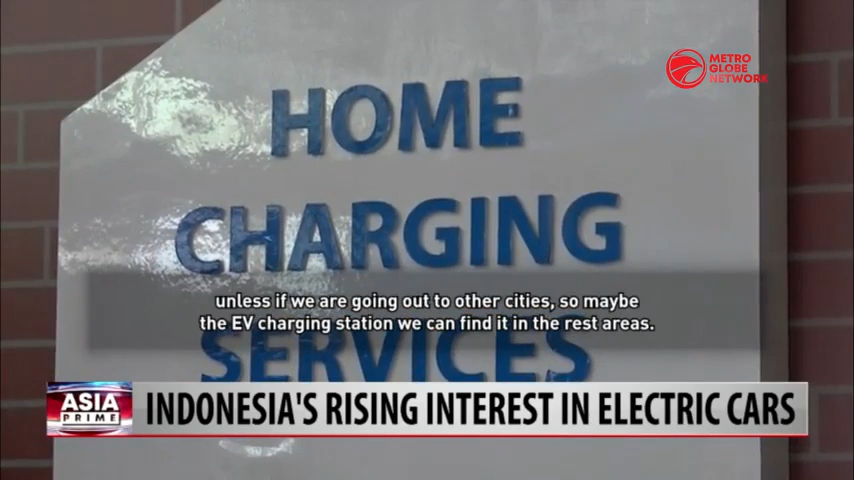 METRO
GLOBE
NETWORK
HOME
CHARGING
SERVICES
unless if we are going out to other cities, so maybe
the EV charging station we can find it in the rest areas.
ASIA
PRIME
INDONESIA'S RISING INTEREST IN ELECTRIC CARS